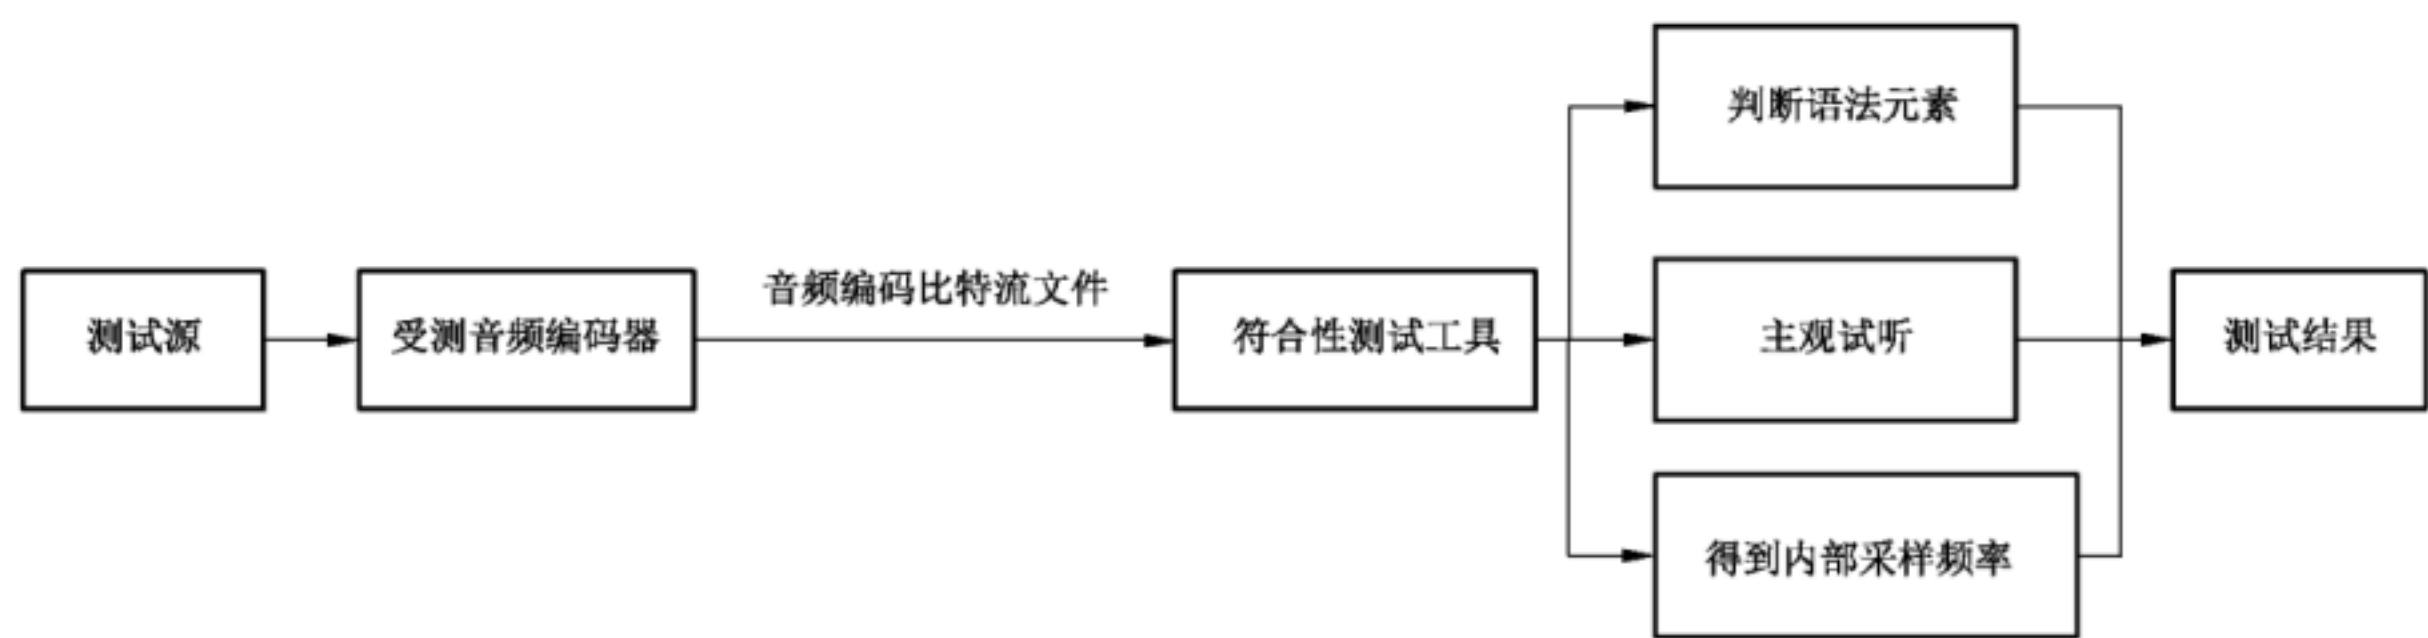 判断语法元素
音频编码比特流文件
测试源
受测音频编码器
符合性测试工具
主观试听
测试结果
得到内部采样频率